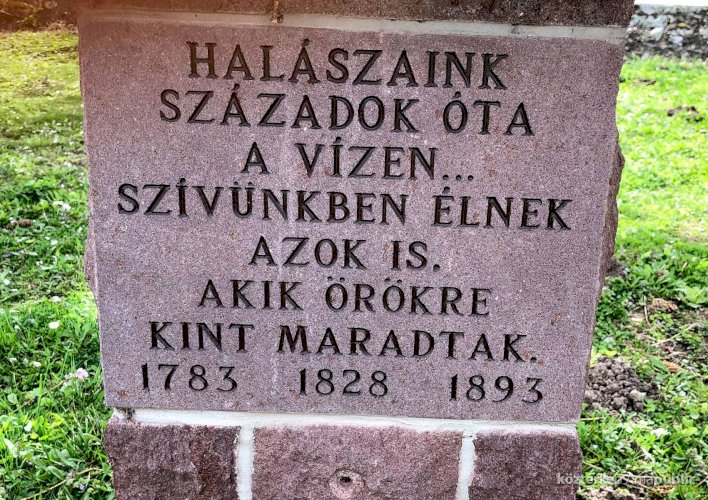 HALÁSZAINK
SZÁZADOK ÓTA
A VÍZEN...
SZÍVÜNKBEN ÉLNEK
AZOK IS.
AKIK ÖRÖKRE
KINT MARADTAK.
1783 1828 1893